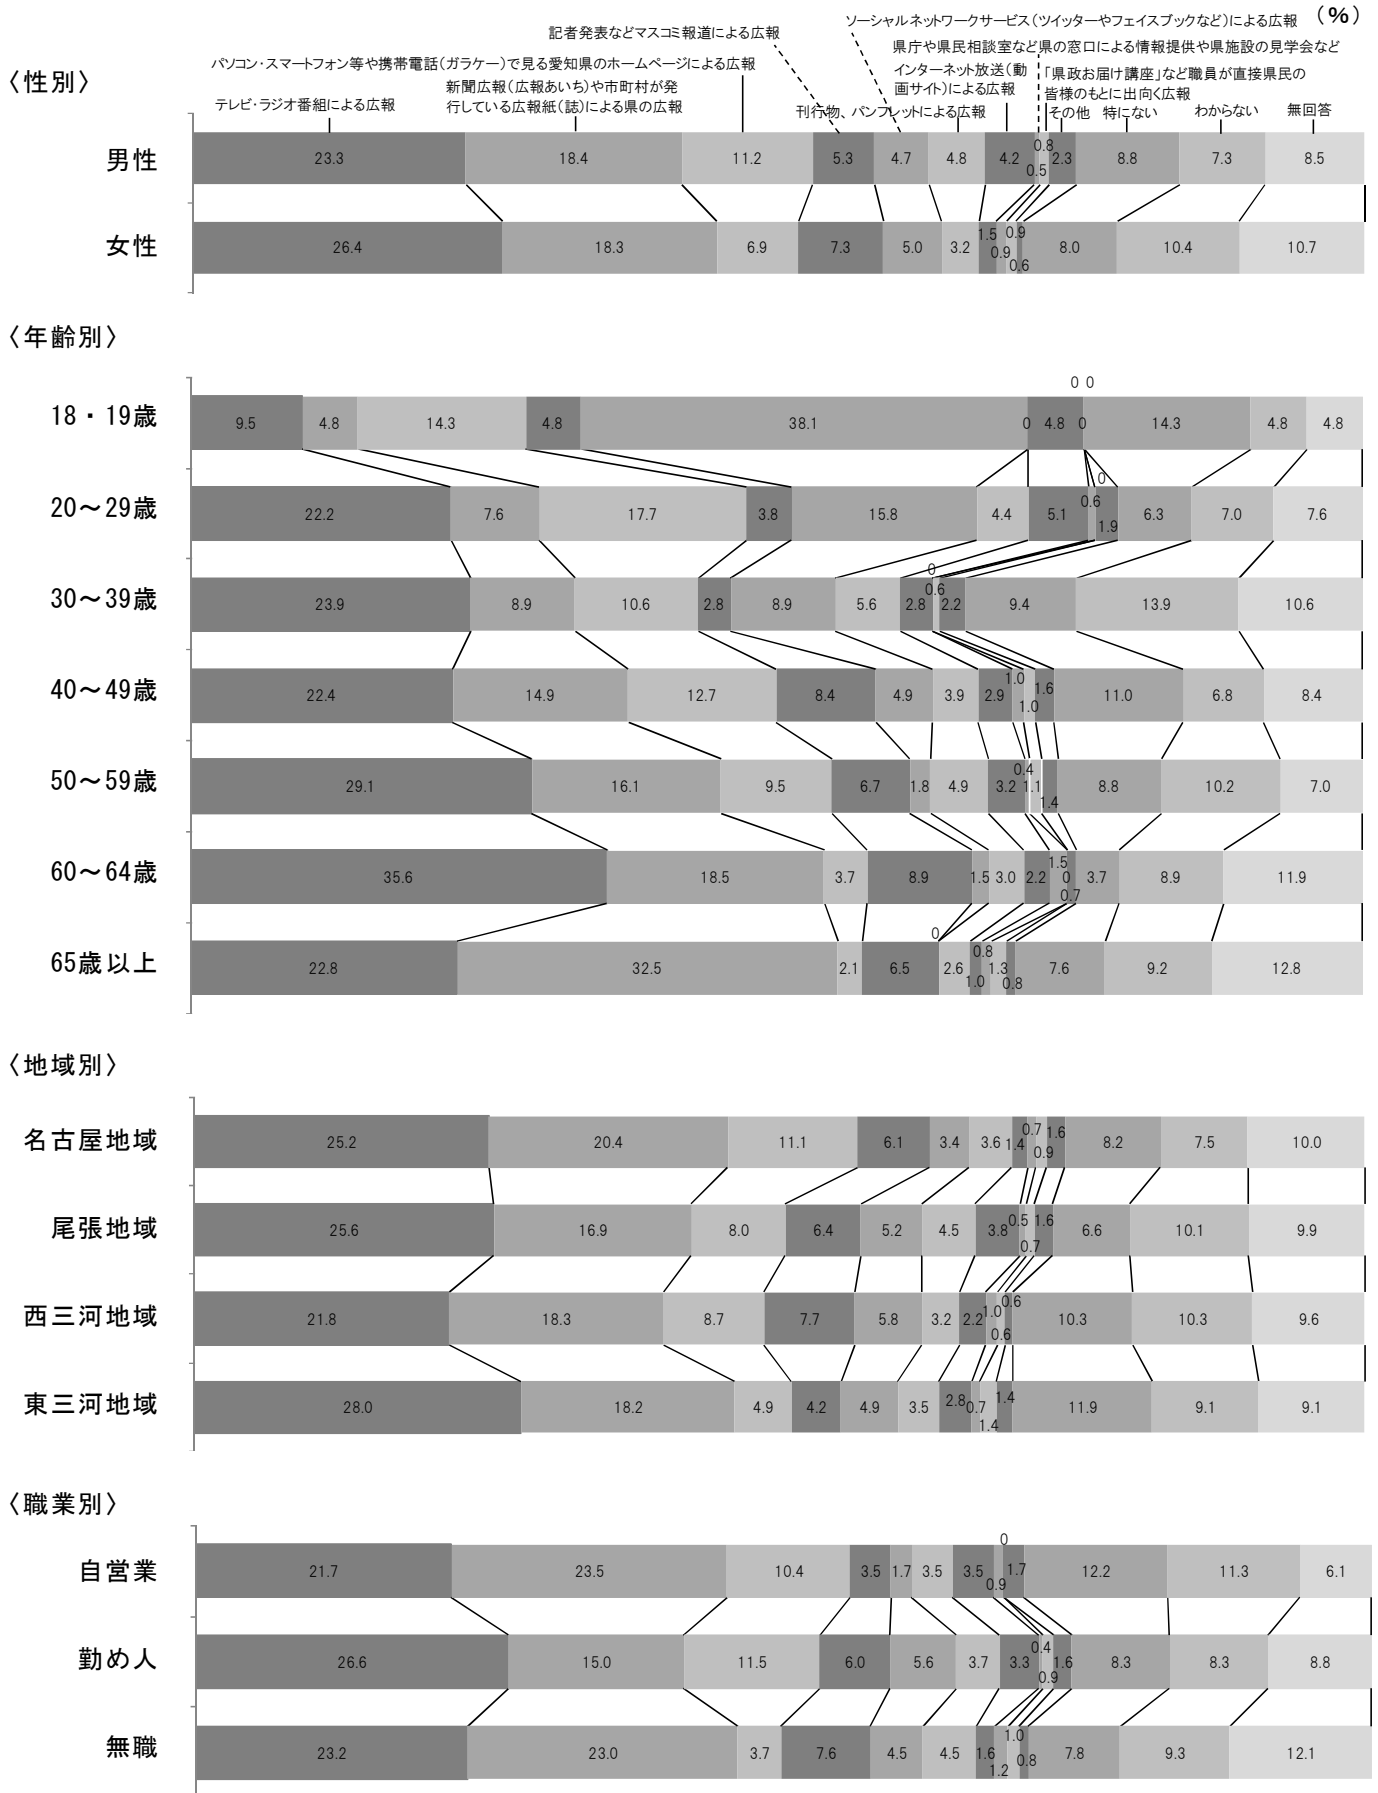 ソーシャルネットワークサービス(ツイッターやフェイスブックなど)による広報 (%)
記者発表などマスコミ報道による広報
県庁や県民相談室など県の窓口による情報提供や県施設の見学会など
パソコン・スマートフォン等や携帯電話(ガラケー)で見る愛知県のホームページによる広報
インターネット放送(動
画サイト)による広報
「県政お届け講座」など職員が直接県民の
皆様のもとに出向く広報
〈性別〉
新聞広報(広報あいち)や市町村が発
行している広報紙(誌)による県の広報
テレビ・ラジオ番組による広報
刊行物、パンフレットによる広報
その他 特にない わからない 無回答
男性 23.3 18.4 11.2 5.3 4.7 4.8 4.2 0.5 0.8 2.3 8.8 7.3 8.5
女性 26.4 18.3 6.9 7.3 5.0 3.2 1.5 0.9 0.9 0.6 8.0 10.4 10.7
〈年齢別〉
18・19歳 9.5 4.8 14.3 4.8 38.1 0 4.8 0 0 0 14.3 4.8 4.8
20～29歳 22.2 7.6 17.7 3.8 15.8 4.4 5.1 0.6 0 1.9 6.3 7.0 7.6
30～39歳 23.9 8.9 10.6 2.8 8.9 5.6 2.8 0 0.6 2.2 9.4 13.9 10.6
40～49歳 22.4 14.9 12.7 8.4 4.9 3.9 2.9 1.0 1.0 1.6 11.0 6.8 8.4
50～59歳 29.1 16.1 9.5 6.7 1.8 4.9 3.2 0.4 1.1 1.4 8.8 10.2 7.0
60～64歳 35.6 18.5 3.7 8.9 1.5 3.0 2.2 1.5 0 0.7 3.7 8.9 11.9
65歳以上 22.8 32.5 2.1 6.5 0 2.6 1.0 0.8 1.3 0.8 7.6 9.2 12.8
〈地域別〉
名古屋地域 25.2 20.4 11.1 6.1 3.4 3.6 1.4 0.7 0.9 1.6 8.2 7.5 10.0
尾張地域 25.6 16.9 8.0 6.4 5.2 4.5 3.8 0.5 0.7 1.6 6.6 10.1 9.9
西三河地域 21.8 18.3 8.7 7.7 5.8 3.2 2.2 1.0 0.6 0.6 10.3 10.3 9.6
東三河地域 28.0 18.2 4.9 4.2 4.9 3.5 2.8 0.7 1.4 1.4 11.9 9.1 9.1
〈職業別〉
自営業 21.7 23.5 10.4 3.5 1.7 3.5 3.5 0.9 0 1.7 12.2 11.3 6.1
勤め人 26.6 15.0 11.5 6.0 5.6 3.7 3.3 0.4 0.9 1.6 8.3 8.3 8.8
無職 23.2 23.0 3.7 7.6 4.5 4.5 1.6 1.2 1.0 0.8 7.8 9.3 12.1